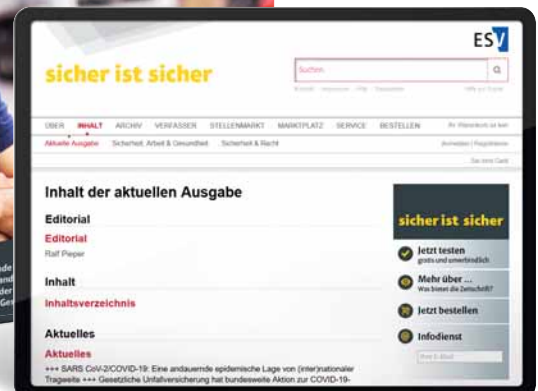 ESV
sicher ist sicher
Suchen
ÜBER INHALT ARCHIV VERFASSER STELLENMARKT MARKTPLATZ SERVICE BESTELLEN
Aktuelle Ausgabe Sicherheit, Arbeit & Gesundheit Sicherheit & Recht
Inhalt der aktuellen Ausgabe
Editorial
Editorial
Ralf Pieper
Inhalt
Inhaltsverzeichnis
Aktuelles
Aktuelles
+++ SARS CoV-2/COVID-19: Eine andauernde epidemische Lage von (inter)nationaler
Tragweite +++ Gesetzliche Unfallversicherung hat bundesweite Aktion zur COVID-19-
sicher ist sicher
Jetzt testen
gratis und unverbindlich
Mehr über ...
Was bietet die Zeitschrift?
Jetzt bestellen
Infodienst
Ihre E-Mail